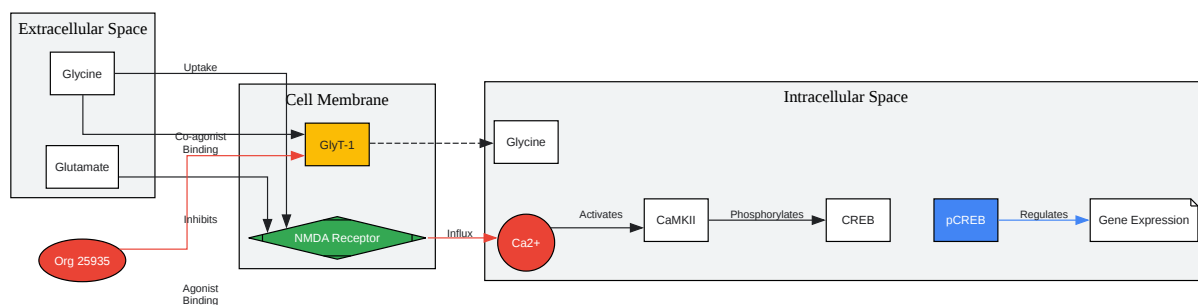 Extracellular Space
Glycine
Uptake
Cell Membrane
Intracellular Space
Co-agonist
Binding
GlyT-1
Glycine
Glutamate
Inhibits
NMDA Receptor
Influx
Ca2+
Activates
CaMKII
Phosphorylates
CREB
pCREB
Regulates
Gene Expression
Org 25935
Agonist
Binding